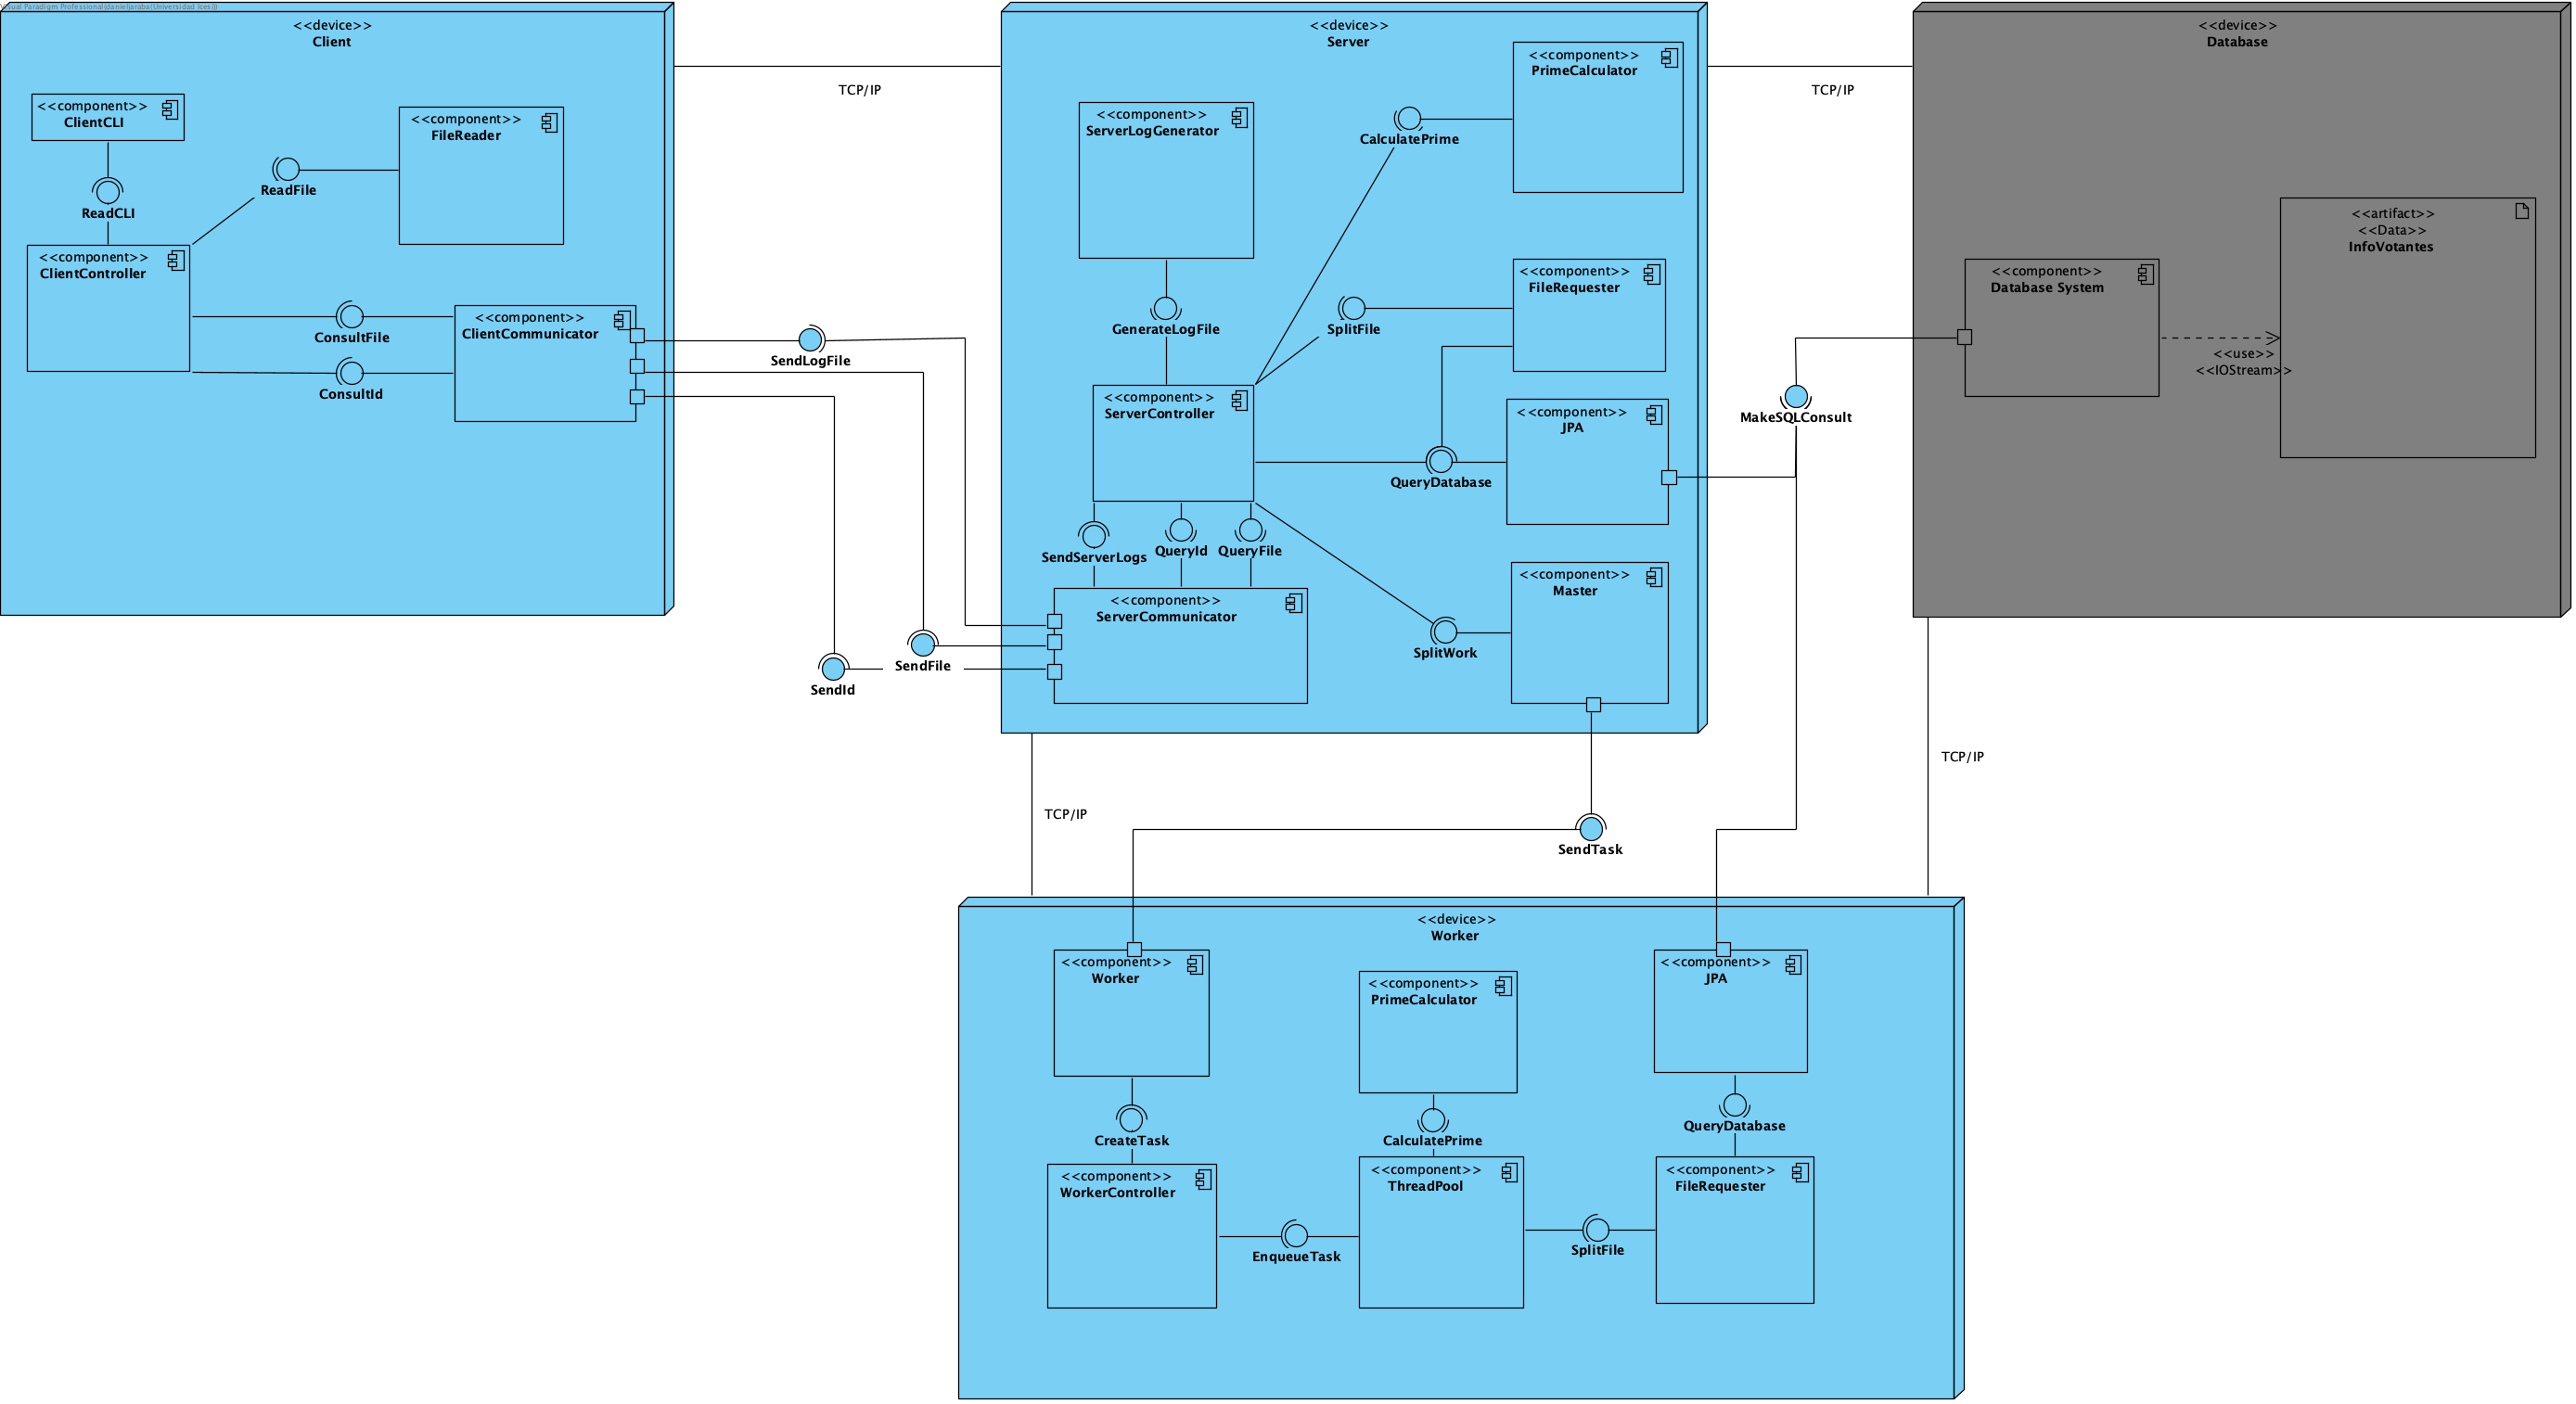 Visual Paradigm Professional(danieljaraba(Universidad Icesi))
<<device>>
Client
<<component>>
ClientCLI
<<component>>
FileReader
ReadFile
ReadCLI
<<component>>
ClientController
ConsultFile
ConsultId
<<component>>
ClientCommunicator
TCP/IP
SendLogFile
SendFile
SendId
<<device>>
Server
<<component>>
PrimeCalculator
<<component>>
ServerLogGenerator
CalculatePrime
<<component>>
FileRequester
GenerateLogFile
SplitFile
<<component>>
ServerController
<<component>>
JPA
QueryDatabase
SendServerLogs
QueryId
QueryFile
<<component>>
ServerCommunicator
<<component>>
Master
SplitWork
TCP/IP
MakeSQLConsult
<<device>>
Database
<<component>>
Database System
<<artifact>>
<<Data>>
InfoVotantes
<<use>>
<<IOStream>>
TCP/IP
TCP/IP
SendTask
<<device>>
Worker
<<component>>
Worker
<<component>>
PrimeCalculator
<<component>>
JPA
CreateTask
CalculatePrime
QueryDatabase
<<component>>
WorkerController
<<component>>
ThreadPool
<<component>>
FileRequester
EnqueueTask
SplitFile